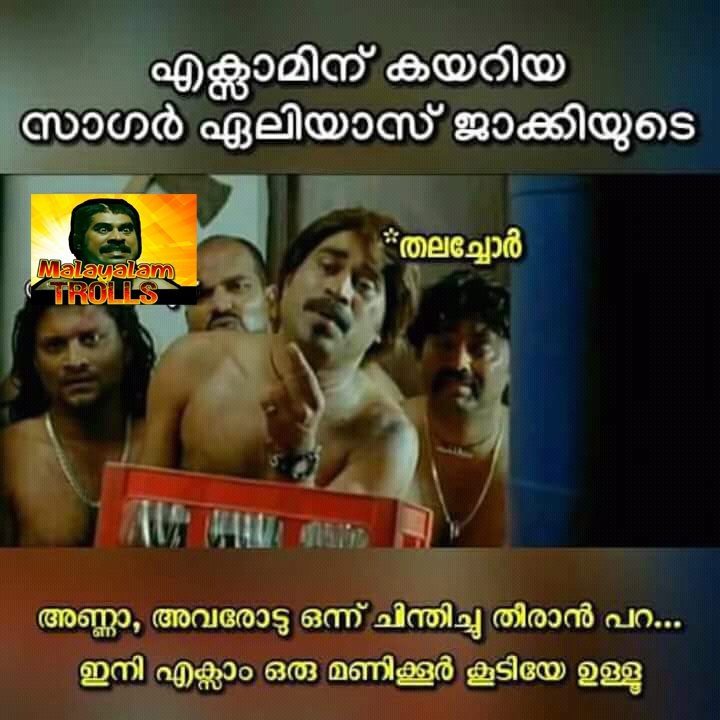 എക്സാമിന് കയറിയ
സാഗർ ഏലിയാസ് ജാക്കിയുടെ
*തലച്ചോർ
Malayalam
TROLLS
അണ്ണാ, അവരോടു ഒന്ന് ചിന്തിച്ചു തീരാൻ പറ...
ഇനി എക്സാം ഒരു മണിക്കൂർ കൂടിയേ ഉള്ളൂ